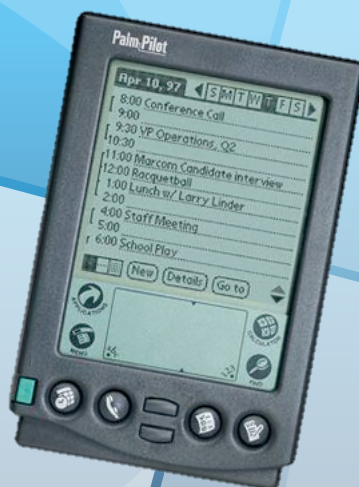 Palm Pilot
Apr 10, 97 S M T W T F S
8:00 Conference Call
9:00
9:30 VP Operations, Q2
10:30
11:00 Marcom Candidate interview
12:00 Racquetball
1:00 Lunch w/ Larry Linder
2:00
4:00 Staff Meeting
5:00
6:00 School Play
New Details Go to
APPLICATIONS CALCULATOR
MENU FIND